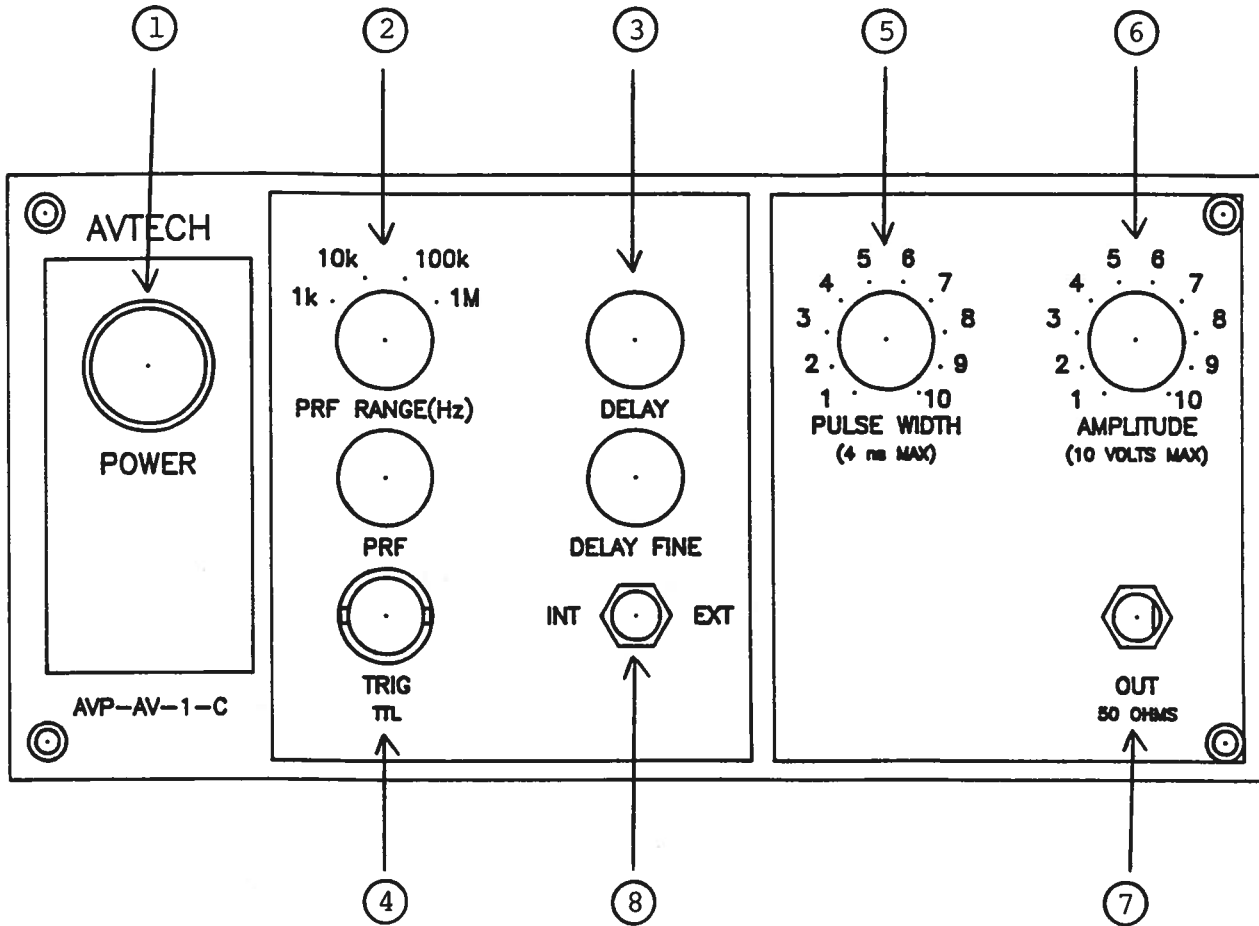 1 2 3 5 6
AVTECH
POWER
AVP-AV-1-C
10k 100k
1k 1M
PRF RANGE(Hz)
PRF
TRIG
TTL
DELAY
DELAY FINE
INT EXT
1 2 3 4 5 6 7 8 9 10
PULSE WIDTH
(4 ns MAX)
1 2 3 4 5 6 7 8 9 10
AMPLITUDE
(10 VOLTS MAX)
OUT
50 OHMS
4 8 7